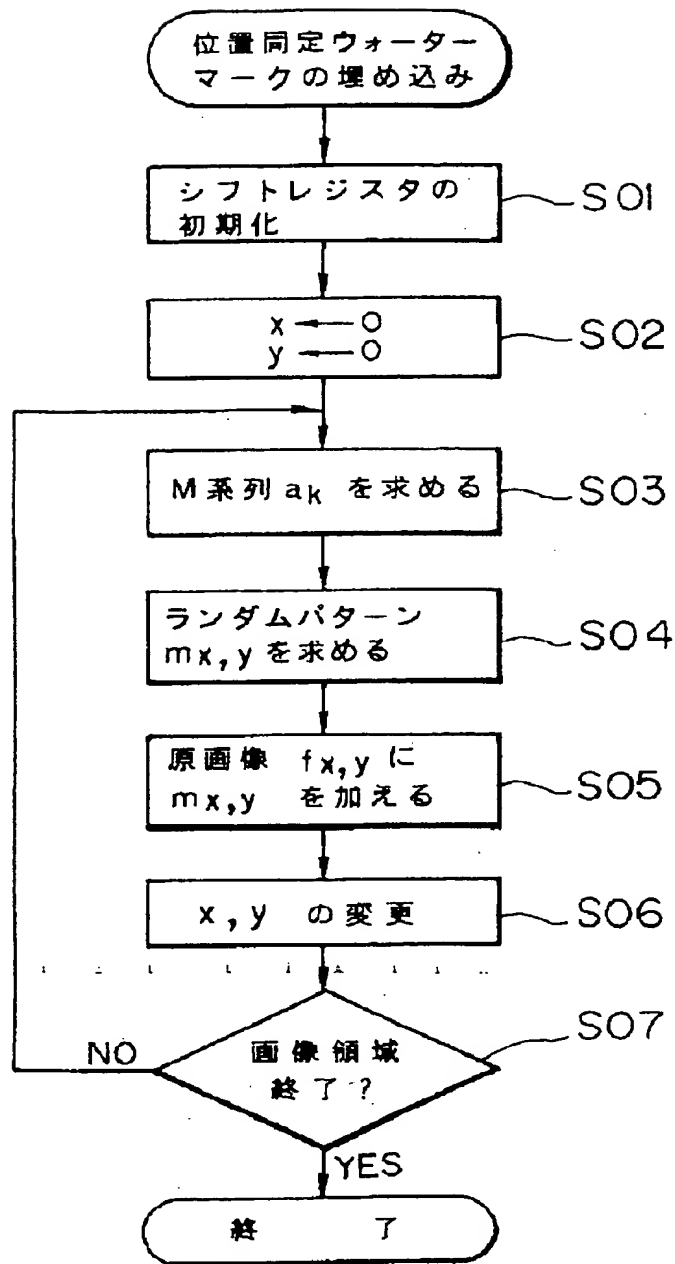 位置同定ウォーター
マークの埋め込み
シフトレジスタの
初期化
S01
x ← 0
y ← 0
S02
M系列 ak を求める
S03
ランダムパターン
mx,y を求める
S04
原画像 fx,y に
mx,y を加える
S05
x,y の変更
S06
画像領域
終了?
S07
NO
YES
終 了